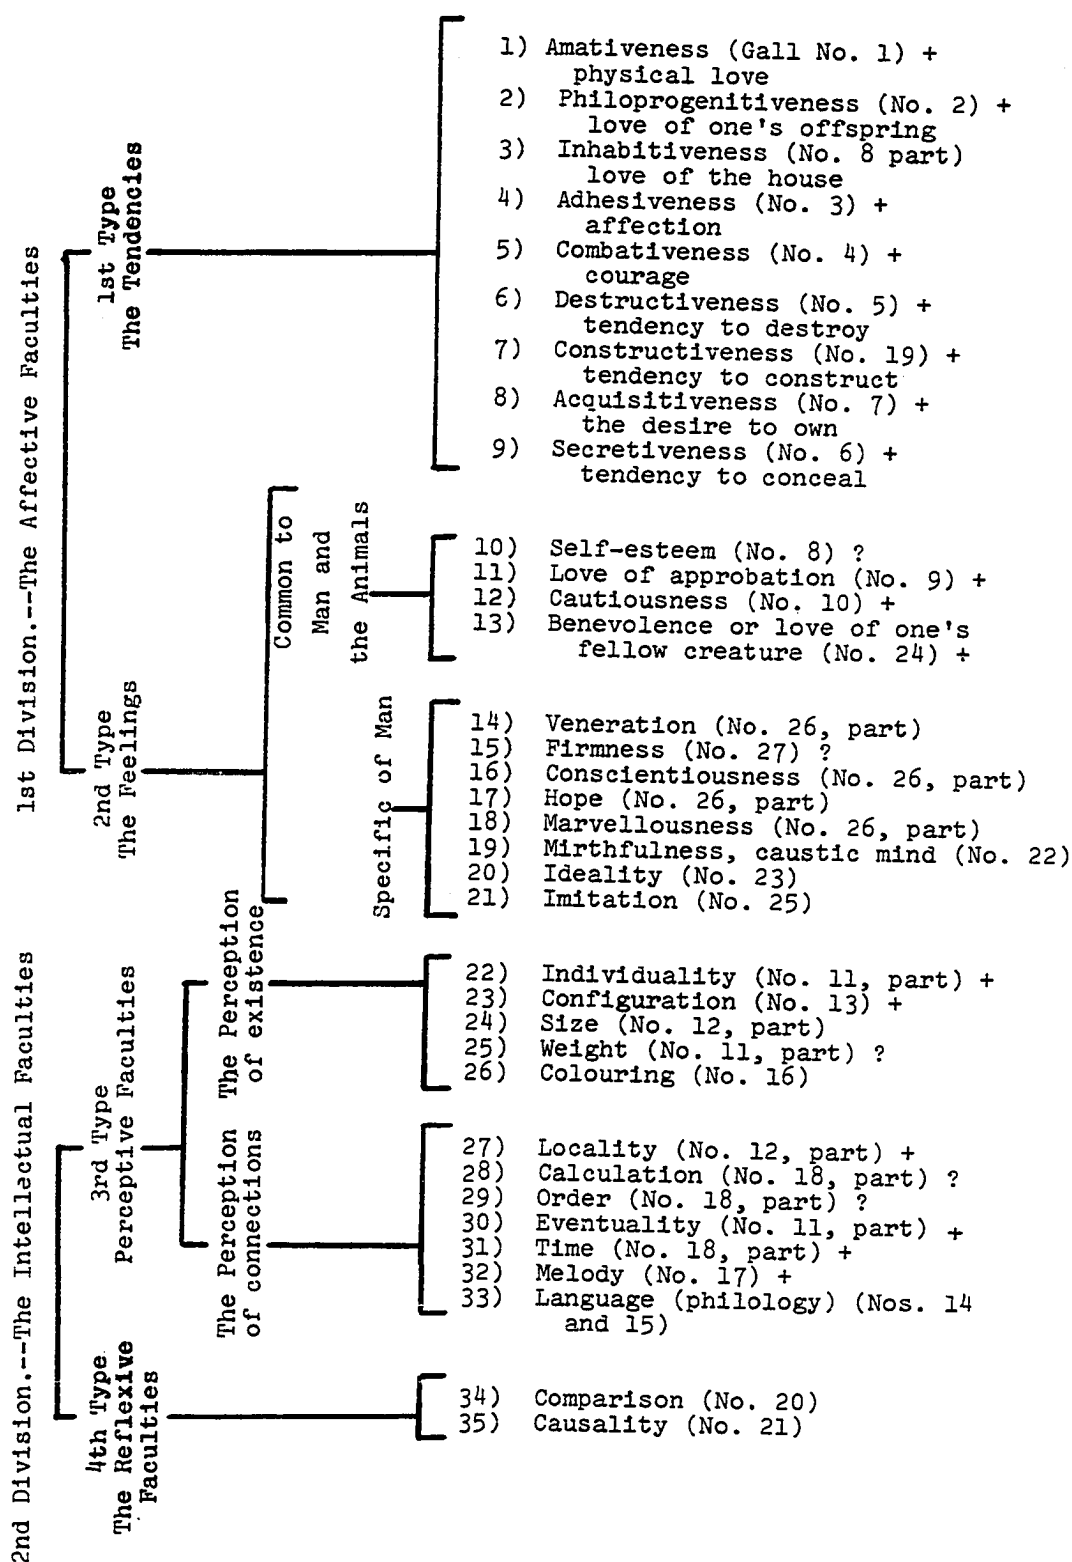 1st Division.--The Affective Faculties
1st Type
The Tendencies
1) Amativeness (Gall No. 1) +
physical love
2) Philoprogenitiveness (No. 2) +
love of one's offspring
3) Inhabitiveness (No. 8 part)
love of the house
4) Adhesiveness (No. 3) +
affection
5) Combativeness (No. 4) +
courage
6) Destructiveness (No. 5) +
tendency to destroy
7) Constructiveness (No. 19) +
tendency to construct
8) Acquisitiveness (No. 7) +
the desire to own
9) Secretiveness (No. 6) +
tendency to conceal
2nd Type
The Feelings
Common to
Man and
the Animals
10) Self-esteem (No. 8) ?
11) Love of approbation (No. 9) +
12) Cautiousness (No. 10) +
13) Benevolence or love of one's
fellow creature (No. 24) +
Specific of Man
14) Veneration (No. 26, part)
15) Firmness (No. 27) ?
16) Conscientiousness (No. 26, part)
17) Hope (No. 26, part)
18) Marvellousness (No. 26, part)
19) Mirthfulness, caustic mind (No. 22)
20) Ideality (No. 23)
21) Imitation (No. 25)
2nd Division.--The Intellectual Faculties
3rd Type
Perceptive Faculties
The Perception
of existence
22) Individuality (No. 11, part) +
23) Configuration (No. 13) +
24) Size (No. 12, part)
25) Weight (No. 11, part) ?
26) Colouring (No. 16)
The Perception
of connections
27) Locality (No. 12, part) +
28) Calculation (No. 18, part) ?
29) Order (No. 18, part) ?
30) Eventuality (No. 11, part) +
31) Time (No. 18, part) +
32) Melody (No. 17) +
33) Language (philology) (Nos. 14
and 15)
4th Type
The Reflexive
Faculties
34) Comparison (No. 20)
35) Causality (No. 21)